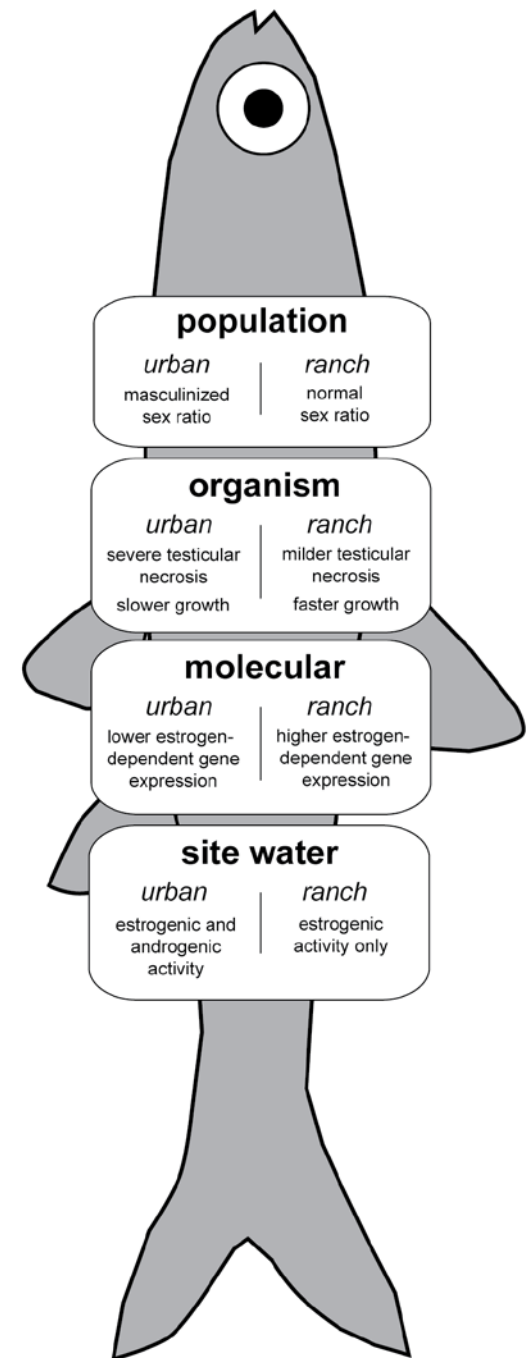 population
urban
ranch
masculinized
sex ratio
normal
sex ratio
organism
urban
ranch
severe testicular
necrosis
slower growth
milder testicular
necrosis
faster growth
molecular
urban
ranch
lower estrogen-
dependent gene
expression
higher estrogen-
dependent gene
expression
site water
urban
ranch
estrogenic and
androgenic
activity
estrogenic
activity only